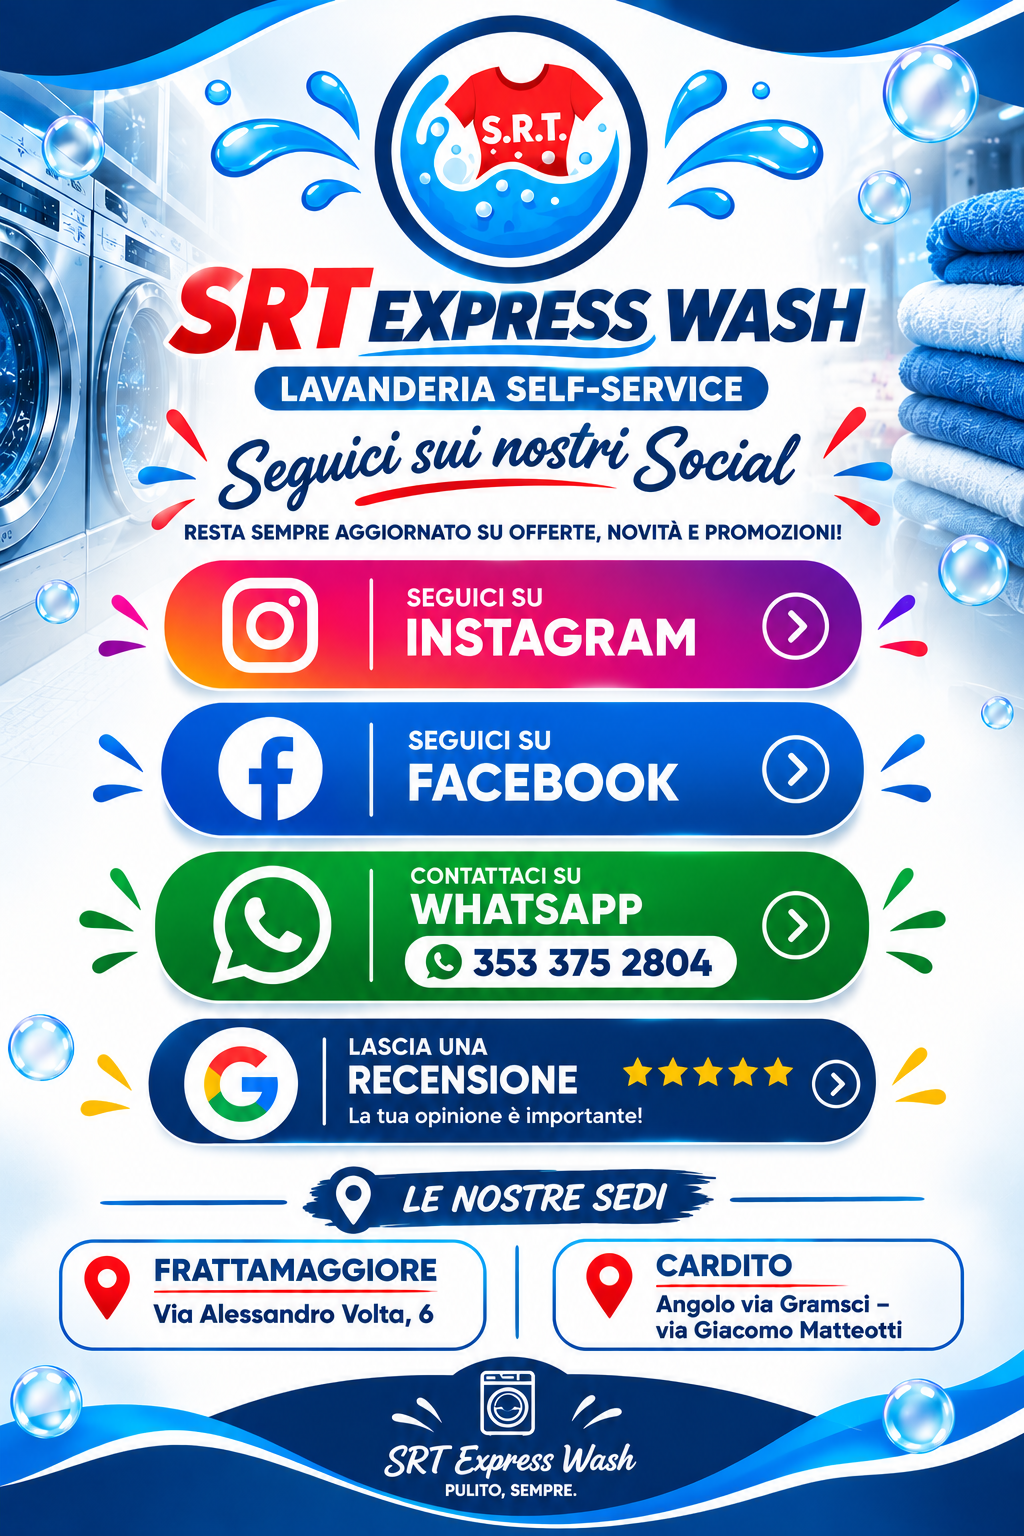 S.R.T.
SRT EXPRESS WASH
LAVANDERIA SELF-SERVICE
Seguici sui nostri Social
RESTA SEMPRE AGGIORNATO SU OFFERTE, NOVITÀ E PROMOZIONI!
SEGUICI SU
INSTAGRAM
SEGUICI SU
FACEBOOK
CONTATTACI SU
WHATSAPP
353 375 2804
LASCIA UNA
RECENSIONE
La tua opinione è importante!
LE NOSTRE SEDI
FRATTAMAGGIORE
Via Alessandro Volta, 6
CARDITO
Angolo via Gramsci –
via Giacomo Matteotti
SRT Express Wash
PULITO, SEMPRE.